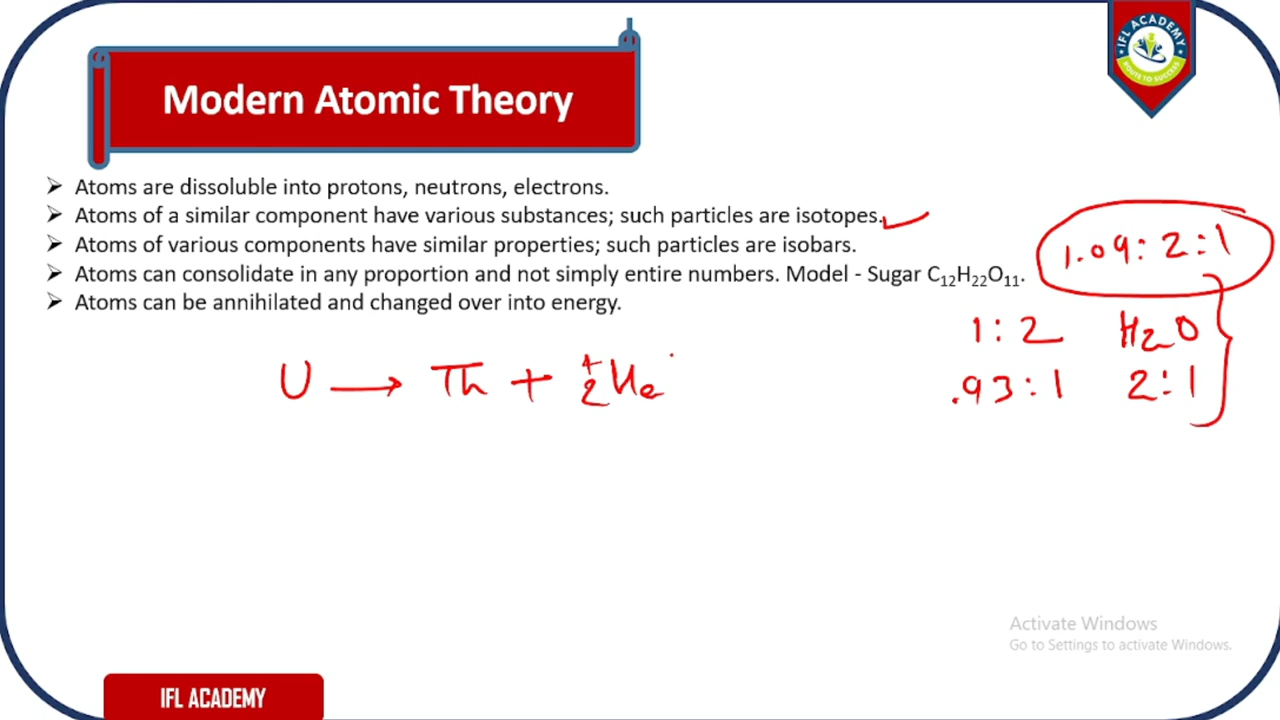 IFL ACADEMY
ROUTE TO SUCCESS
Modern Atomic Theory
➢ Atoms are dissoluble into protons, neutrons, electrons.
➢ Atoms of a similar component have various substances; such particles are isotopes.
➢ Atoms of various components have similar properties; such particles are isobars.
➢ Atoms can consolidate in any proportion and not simply entire numbers. Model - Sugar C₁₂H₂₂O₁₁.
➢ Atoms can be annihilated and changed over into energy.
1.09:2:1
1:2 H₂O
.93:1 2:1
U → Th + ⁴₂He
Activate Windows
Go to Settings to activate Windows.
IFL ACADEMY